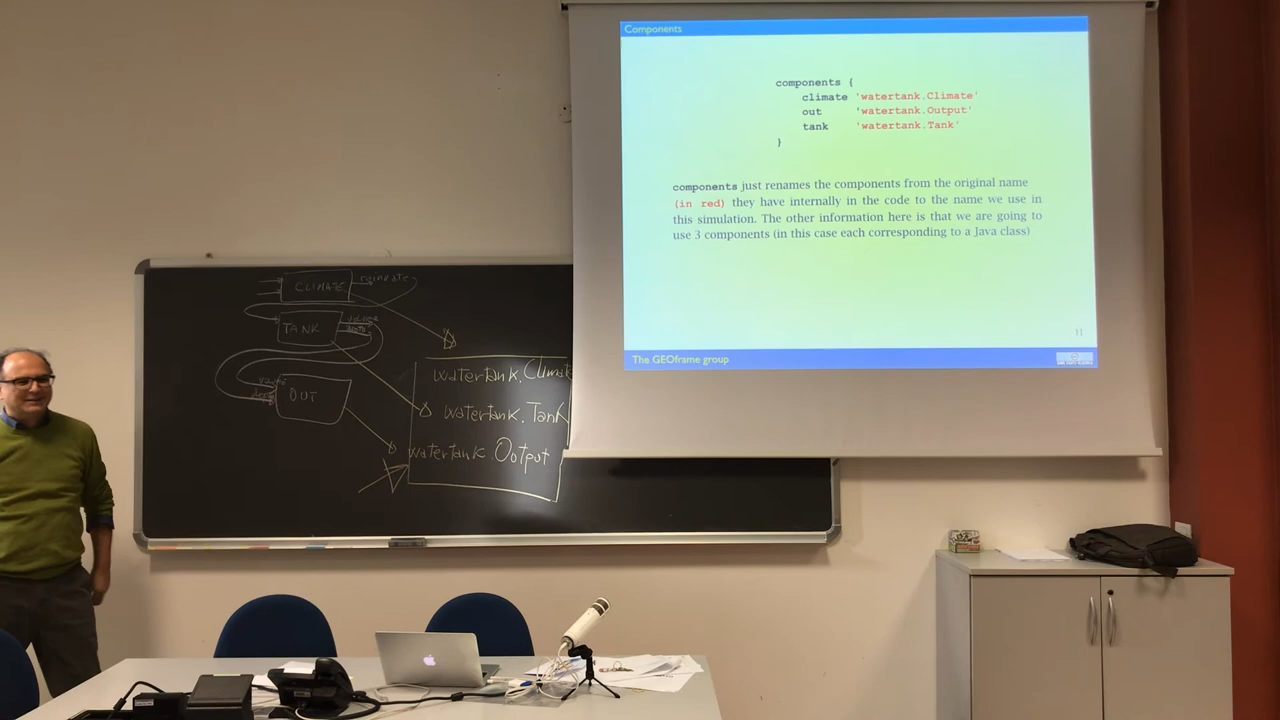 Components
components {
climate 'watertank.Climate'
out 'watertank.Output'
tank 'watertank.Tank'
}
components just renames the components from the original name
(in red) they have internally in the code to the name we use in
this simulation. The other information here is that we are going to
use 3 components (in this case each corresponding to a Java class)
11
The GEOframe group
CLIMATE
TANK
OUT
watertank.Climate
watertank.Tank
watertank.Output